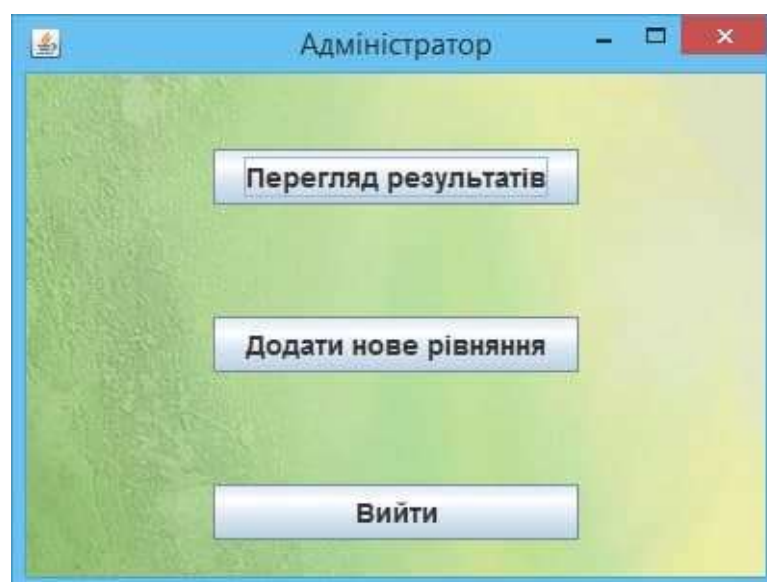 Адміністратор
Перегляд результатів
Додати нове рівняння
Вийти